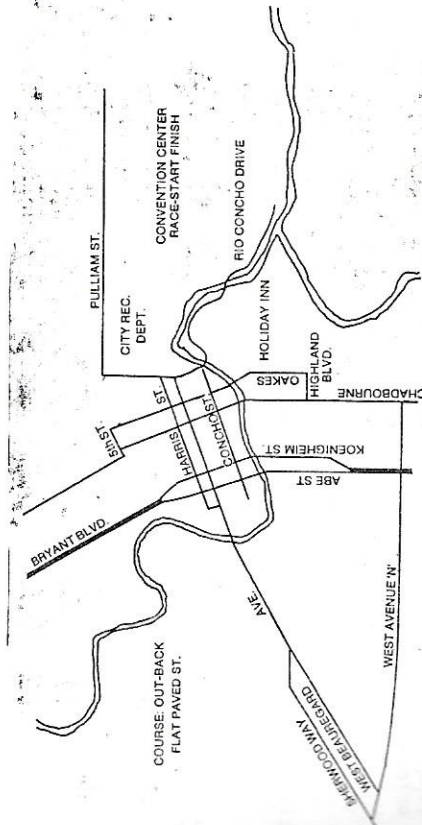 PULLIAM ST.
CITY REC.
DEPT.
CONVENTION CENTER
RACE-START FINISH
RIO CONCHO DRIVE
HOLIDAY INN
OAKES
HIGHLAND
BLVD.
CHADBOURNE
5th ST.
ST.
HARRIS
CONCHO ST.
KOENIGHEIM ST.
ABE ST.
BRYANT BLVD.
AVE.
COURSE: OUT-BACK
FLAT PAVED ST.
WEST AVENUE 'N'
WEST BEAUREGARD
SHERWOOD WAY